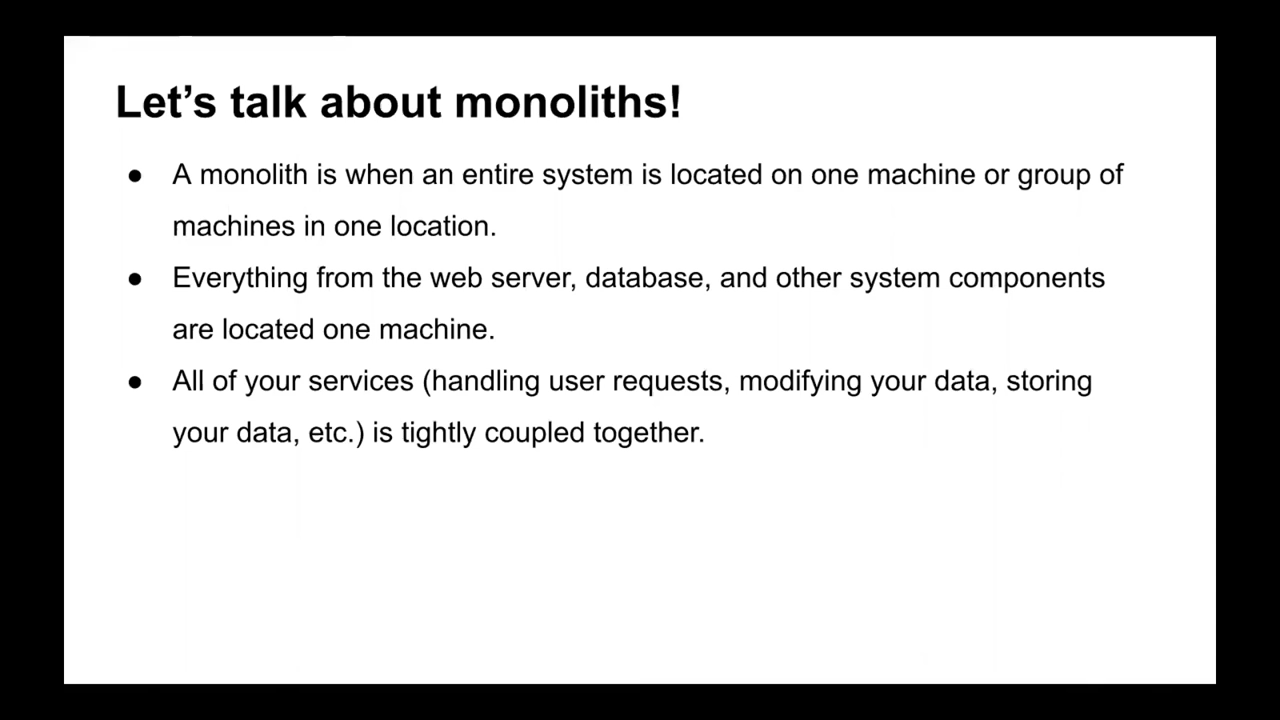 Let’s talk about monoliths!
● A monolith is when an entire system is located on one machine or group of
machines in one location.
● Everything from the web server, database, and other system components
are located one machine.
● All of your services (handling user requests, modifying your data, storing
your data, etc.) is tightly coupled together.